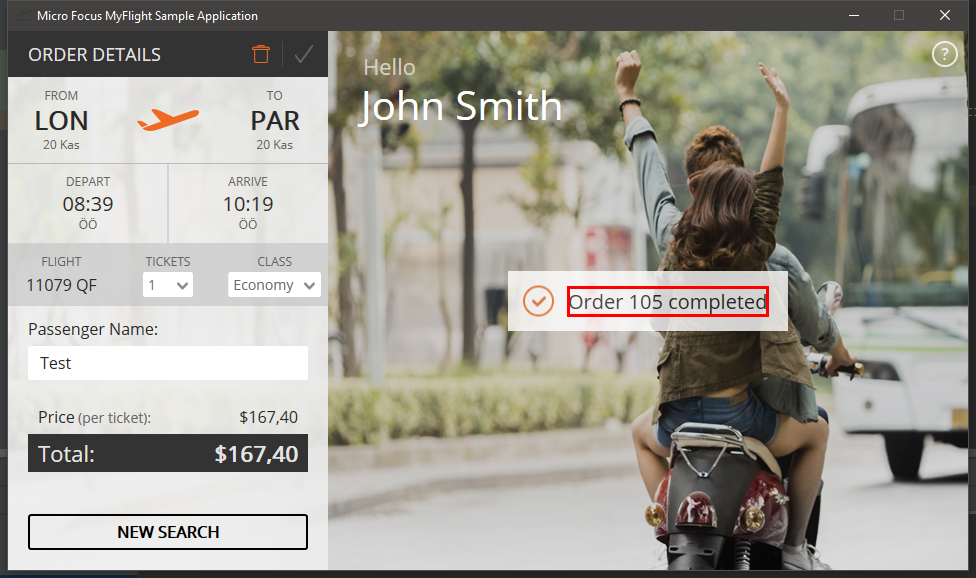 Micro Focus MyFlight Sample Application
ORDER DETAILS
FROM
LON
20 Kas
TO
PAR
20 Kas
DEPART
08:39
ÖÖ
ARRIVE
10:19
ÖÖ
FLIGHT
11079 QF
TICKETS
1
CLASS
Economy
Passenger Name:
Test
Price (per ticket): $167,40
Total: $167,40
NEW SEARCH
Hello
John Smith
?
Order 105 completed